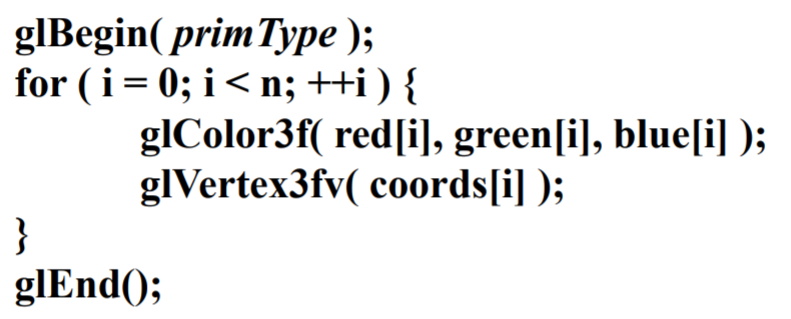 glBegin( primType );
for ( i = 0; i < n; ++i ) {
glColor3f( red[i], green[i], blue[i] );
glVertex3fv( coords[i] );
}
glEnd();